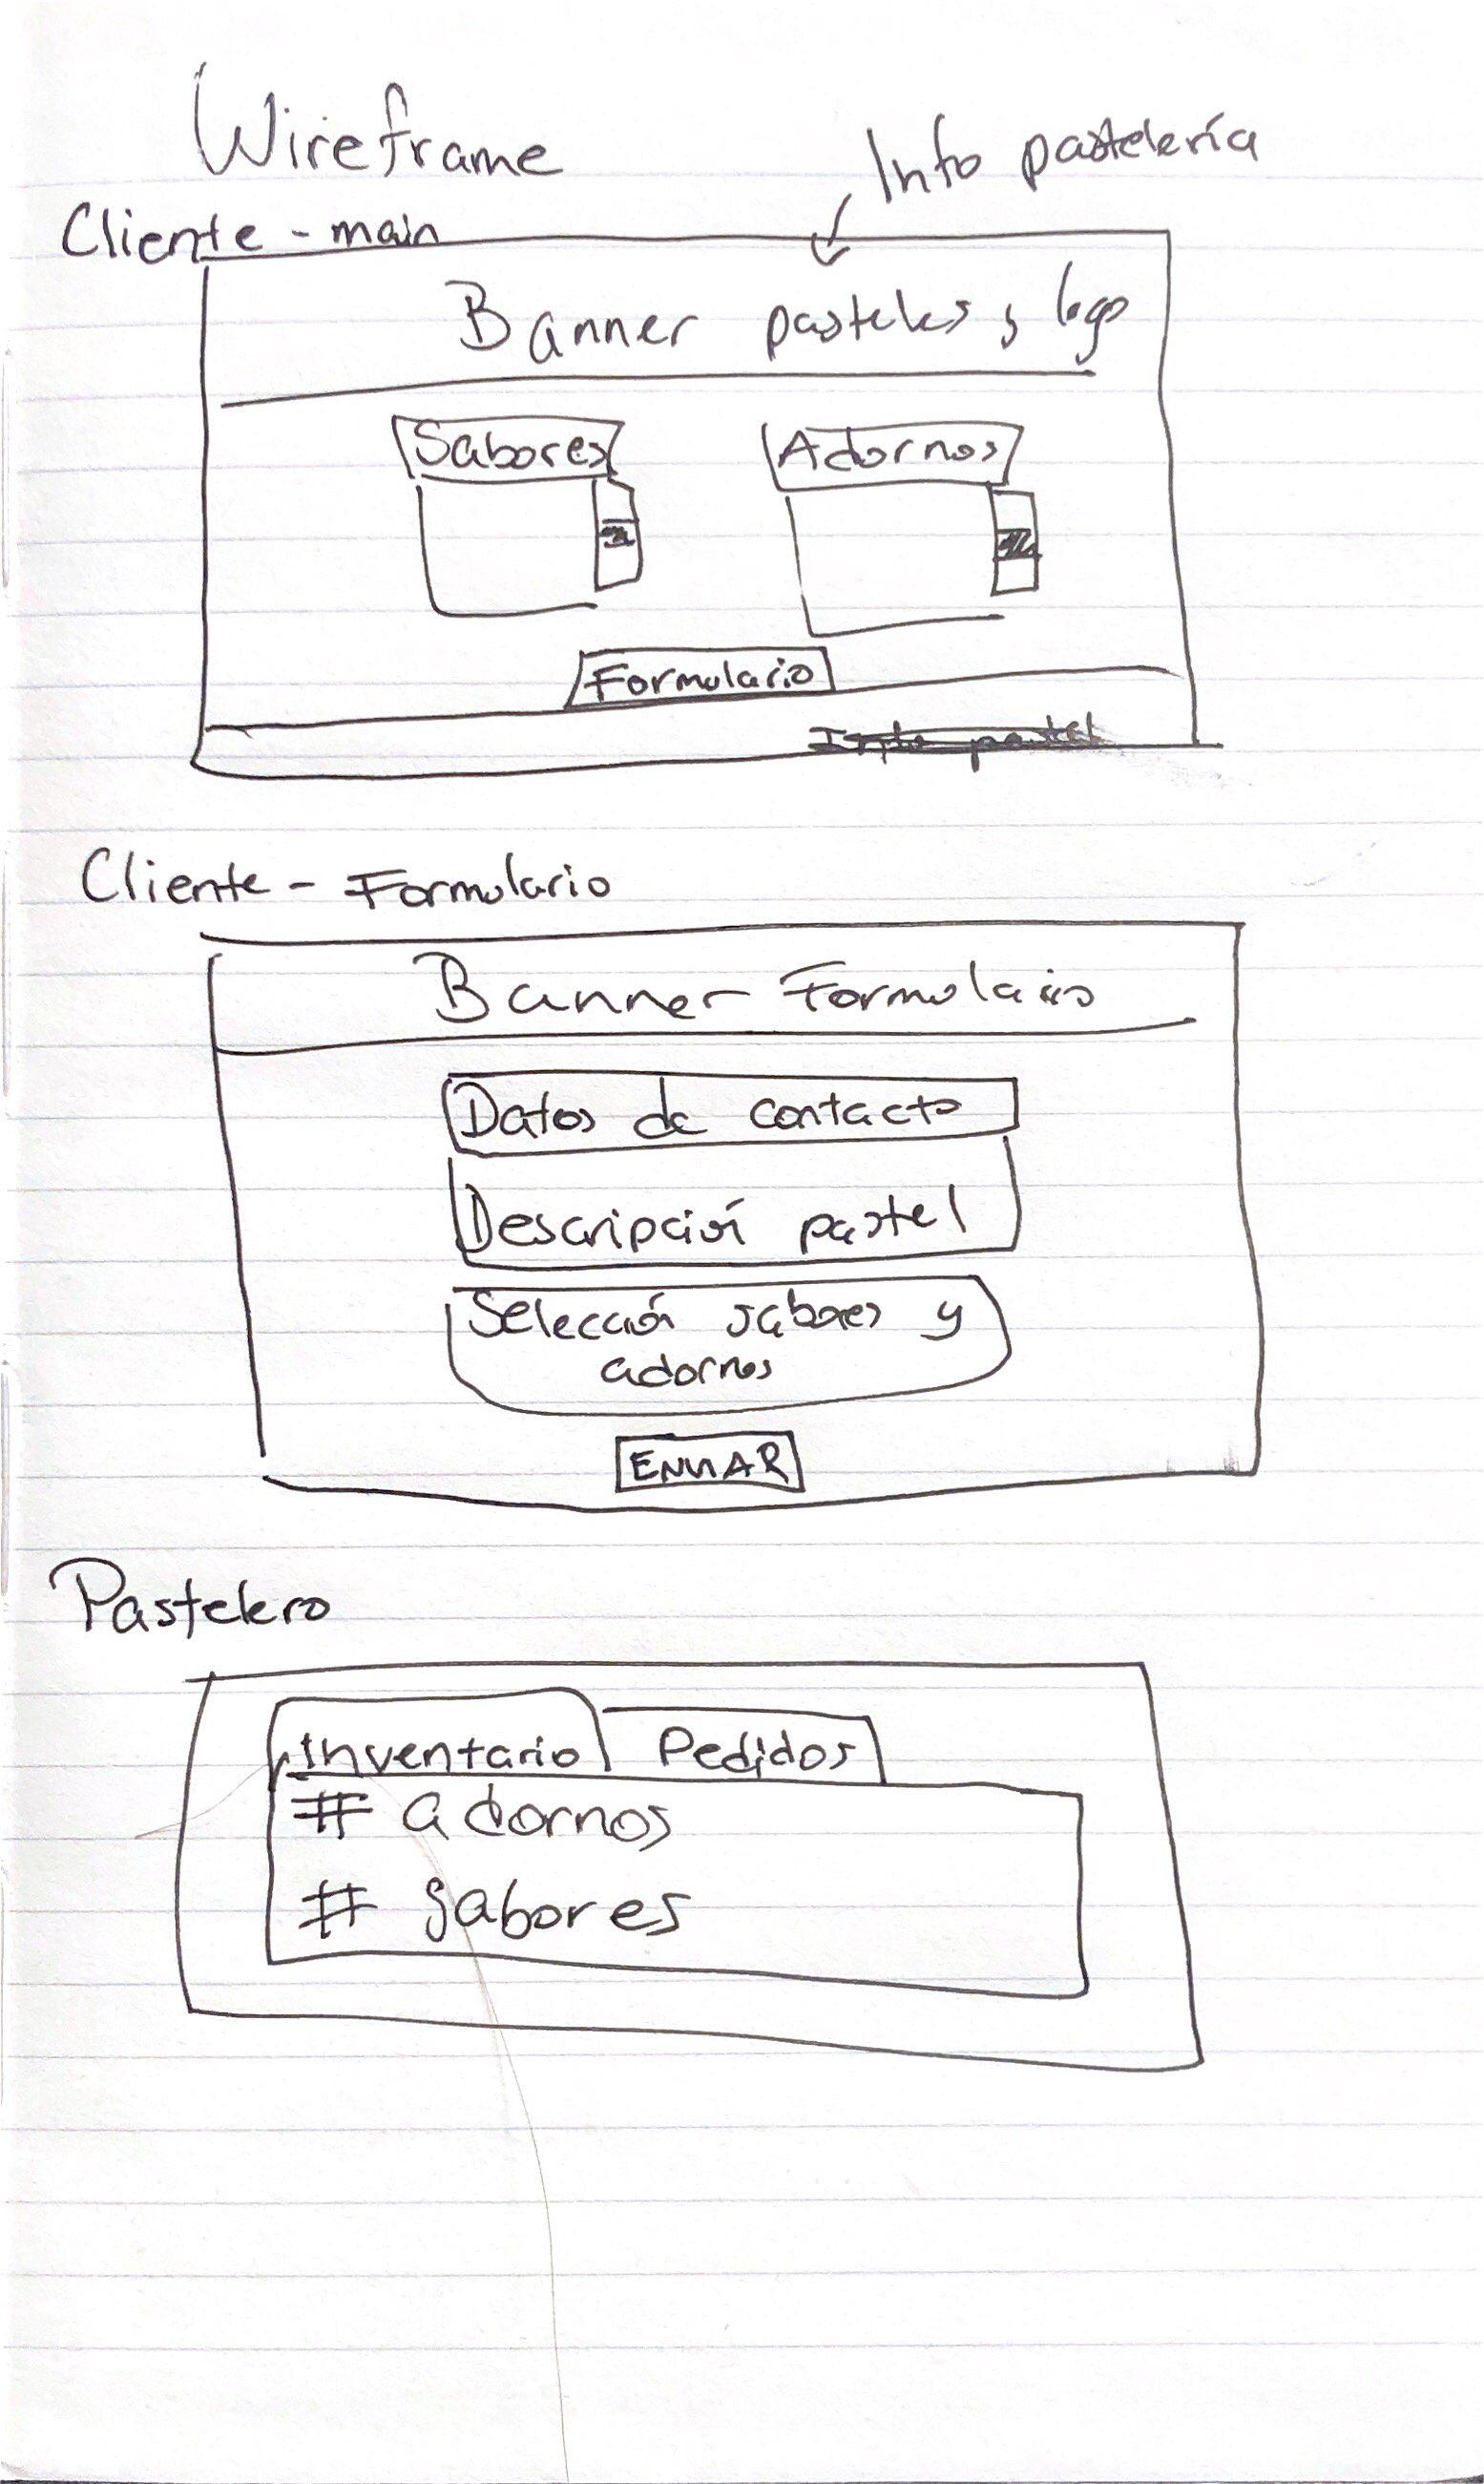 Wireframe
Info pastelería
Cliente - main
Banner pasteles y logo
Sabores
Adornos
Formulario
Info pastel
Cliente - Formulario
Banner Formulario
Datos de contacto
Descripción pastel
Selección sabores y
adornos
ENVIAR
Pastelero
Inventario Pedidos
# adornos
# sabores